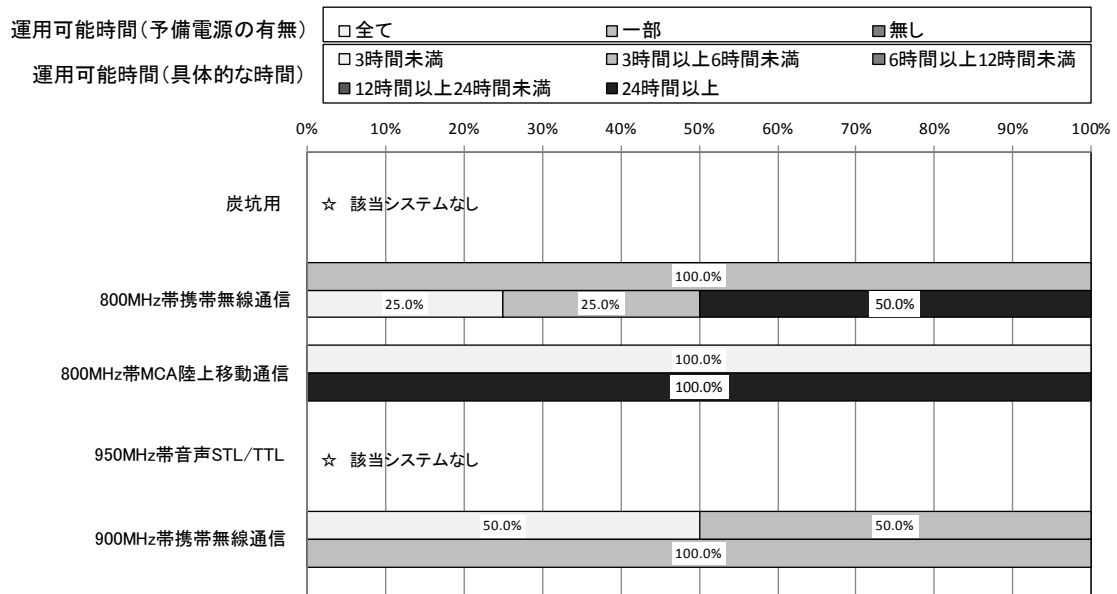 運用可能時間(予備電源の有無)
□全て ■一部 ■無し
運用可能時間(具体的な時間)
□3時間未満 ■3時間以上6時間未満 ■6時間以上12時間未満
■12時間以上24時間未満 ■24時間以上
0% 10% 20% 30% 40% 50% 60% 70% 80% 90% 100%
炭坑用
☆ 該当システムなし
800MHz帯携帯無線通信
100.0%
25.0% 25.0% 50.0%
800MHz帯MCA陸上移動通信
100.0%
100.0%
950MHz帯音声STL/TTL
☆ 該当システムなし
900MHz帯携帯無線通信
50.0% 50.0%
100.0%